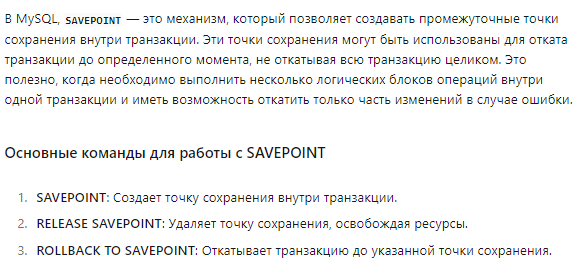 В MySQL, SAVEPOINT — это механизм, который позволяет создавать промежуточные точки
сохранения внутри транзакции. Эти точки сохранения могут быть использованы для отката
транзакции до определенного момента, не откатывая всю транзакцию целиком. Это
полезно, когда необходимо выполнить несколько логических блоков операций внутри
одной транзакции и иметь возможность откатить только часть изменений в случае ошибки.
Основные команды для работы с SAVEPOINT
1. SAVEPOINT: Создает точку сохранения внутри транзакции.
2. RELEASE SAVEPOINT: Удаляет точку сохранения, освобождая ресурсы.
3. ROLLBACK TO SAVEPOINT: Откатывает транзакцию до указанной точки сохранения.